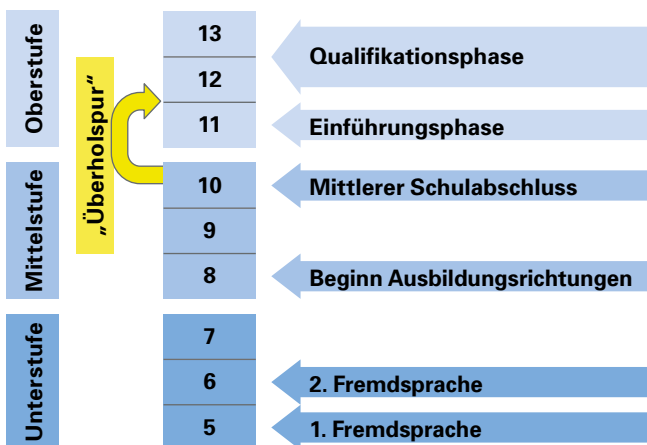 Oberstufe
„Überholspur“
13
12
11
Qualifikationsphase
Einführungsphase
Mittelstufe
10
9
8
Mittlerer Schulabschluss
Beginn Ausbildungsrichtungen
Unterstufe
7
6
5
2. Fremdsprache
1. Fremdsprache